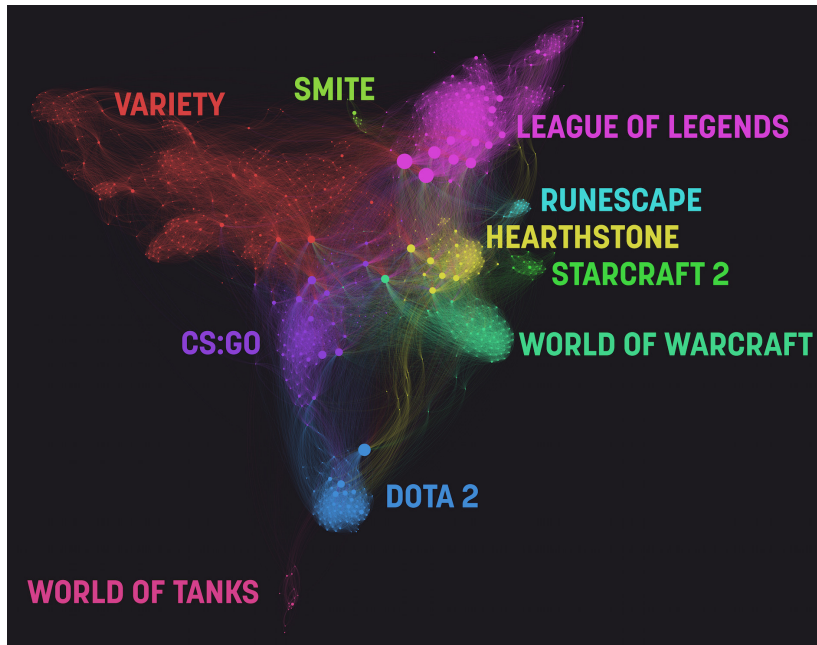 SMITE
VARIETY
LEAGUE OF LEGENDS
RUNESCAPE
HEARTHSTONE
STARCRAFT 2
CS:GO
WORLD OF WARCRAFT
DOTA 2
WORLD OF TANKS